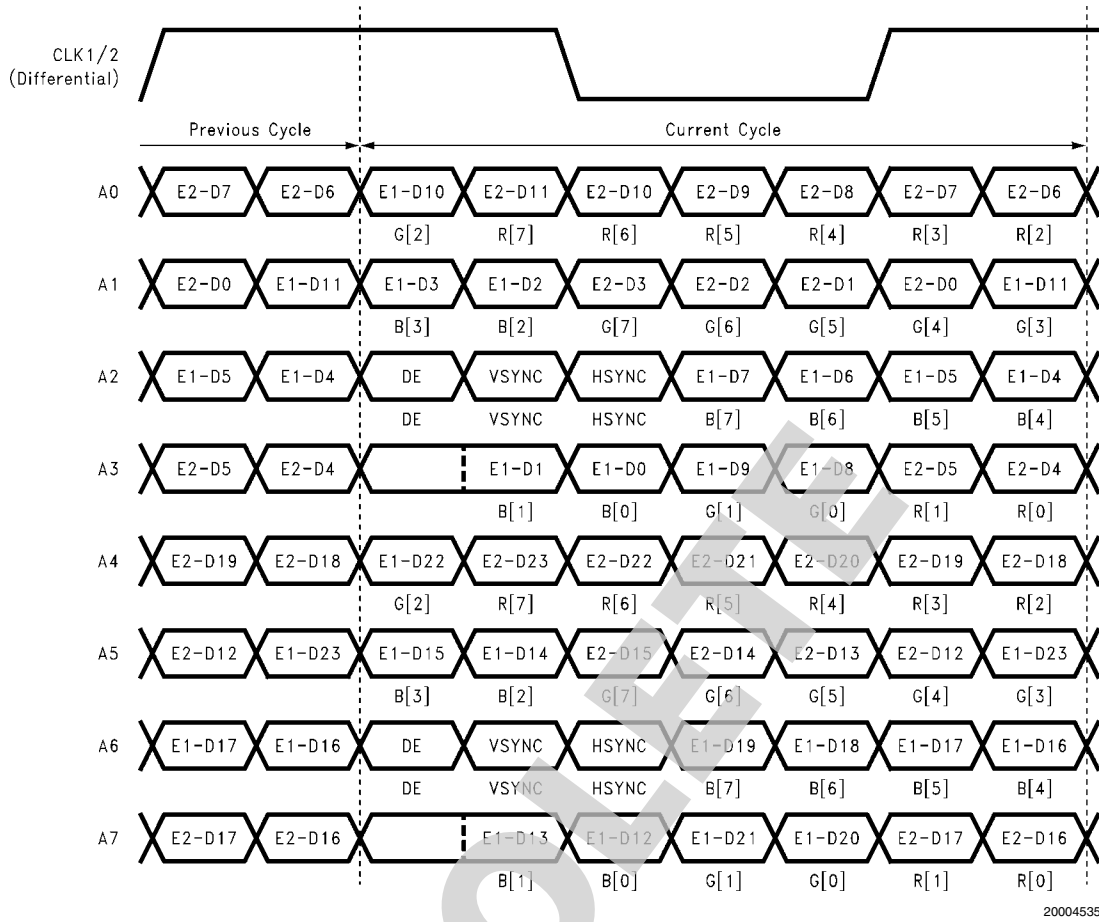 CLK1/2
(Differential)
Previous Cycle Current Cycle
A0 E2-D7 E2-D6 E1-D10 E2-D11 E2-D10 E2-D9 E2-D8 E2-D7 E2-D6
G[2] R[7] R[6] R[5] R[4] R[3] R[2]
A1 E2-D0 E1-D11 E1-D3 E1-D2 E2-D3 E2-D2 E2-D1 E2-D0 E1-D11
B[3] B[2] G[7] G[6] G[5] G[4] G[3]
A2 E1-D5 E1-D4 DE VSYNC HSYNC E1-D7 E1-D6 E1-D5 E1-D4
DE VSYNC HSYNC B[7] B[6] B[5] B[4]
A3 E2-D5 E2-D4 E1-D1 E1-D0 E1-D9 E1-D8 E2-D5 E2-D4
B[1] B[0] G[1] G[0] R[1] R[0]
A4 E2-D19 E2-D18 E1-D22 E2-D23 E2-D22 E2-D21 E2-D20 E2-D19 E2-D18
G[2] R[7] R[6] R[5] R[4] R[3] R[2]
A5 E2-D12 E1-D23 E1-D15 E1-D14 E2-D15 E2-D14 E2-D13 E2-D12 E1-D23
B[3] B[2] G[7] G[6] G[5] G[4] G[3]
A6 E1-D17 E1-D16 DE VSYNC HSYNC E1-D19 E1-D18 E1-D17 E1-D16
DE VSYNC HSYNC B[7] B[6] B[5] B[4]
A7 E2-D17 E2-D16 E1-D13 E1-D12 E1-D21 E1-D20 E2-D17 E2-D16
B[1] B[0] G[1] G[0] R[1] R[0]
OLETE
20004535